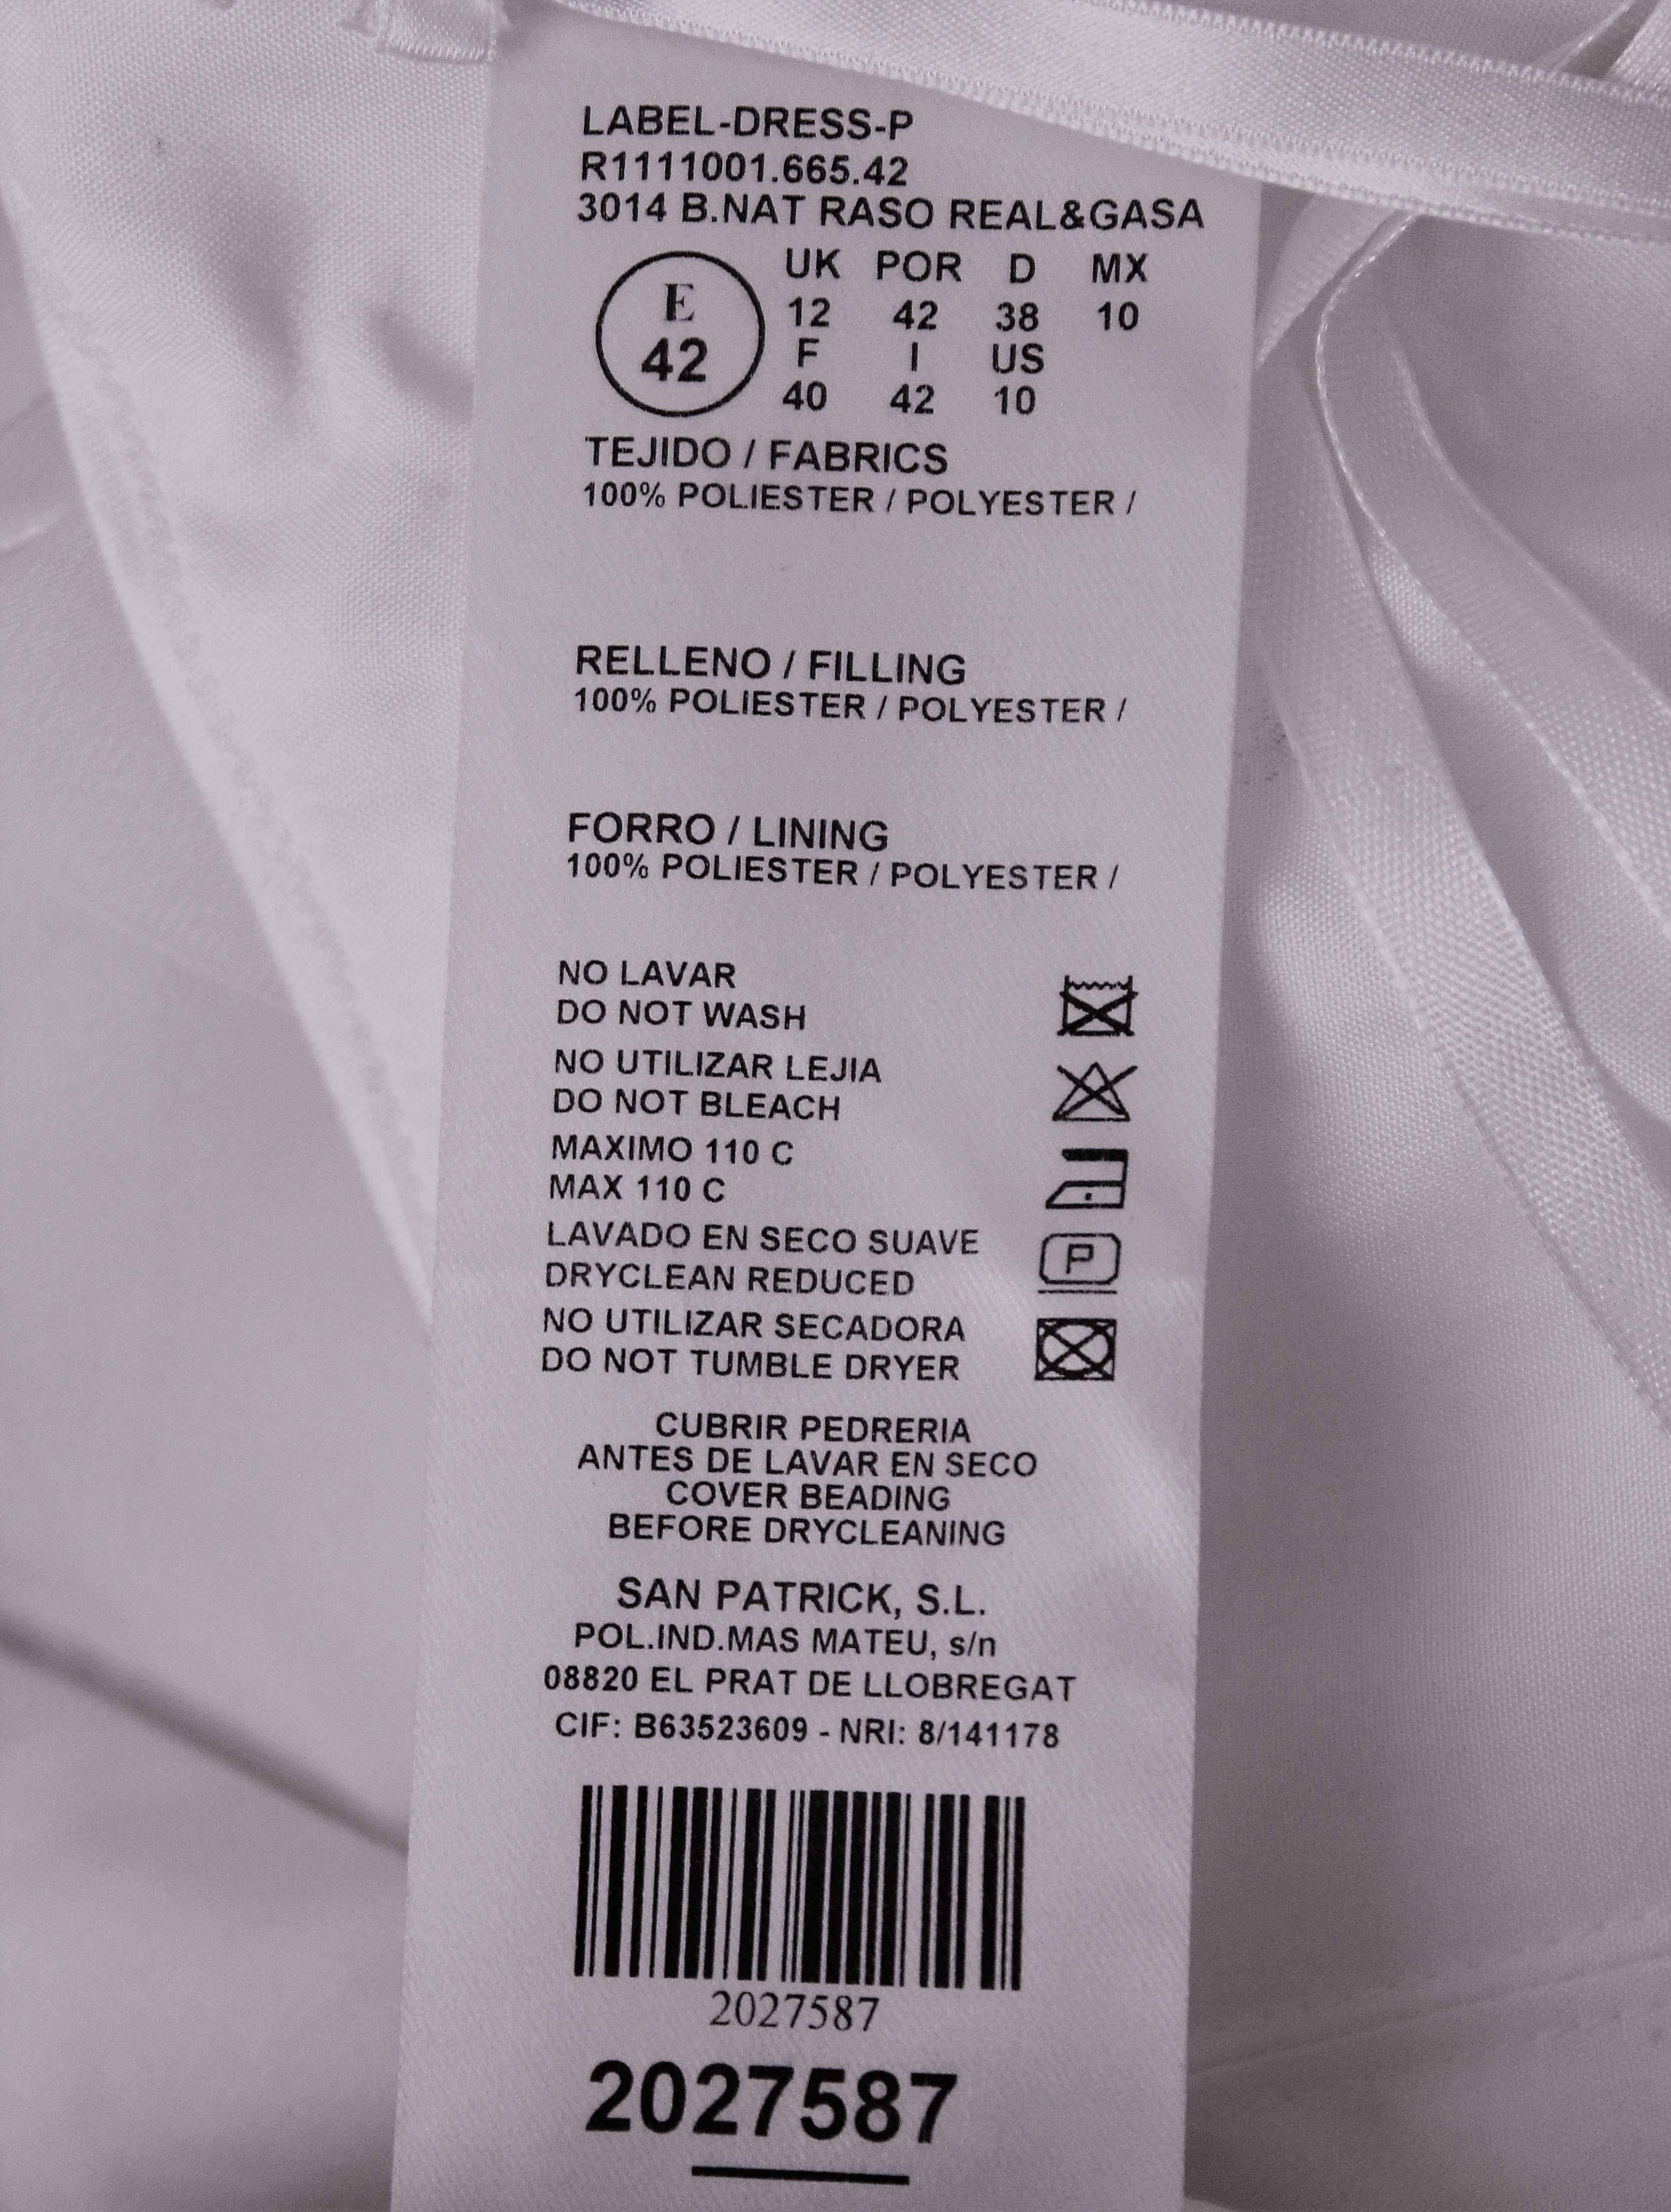 LABEL-DRESS-P
R1111001.665.42
3014 B.NAT RASO REAL&GASA
E
42
UK POR D MX
12 42 38 10
F I US
40 42 10
TEJIDO / FABRICS
100% POLIESTER / POLYESTER /
RELLENO / FILLING
100% POLIESTER / POLYESTER /
FORRO / LINING
100% POLIESTER / POLYESTER /
NO LAVAR
DO NOT WASH
NO UTILIZAR LEJIA
DO NOT BLEACH
MAXIMO 110 C
MAX 110 C
LAVADO EN SECO SUAVE
DRYCLEAN REDUCED
P
NO UTILIZAR SECADORA
DO NOT TUMBLE DRYER
CUBRIR PEDRERIA
ANTES DE LAVAR EN SECO
COVER BEADING
BEFORE DRYCLEANING
SAN PATRICK, S.L.
POL.IND.MAS MATEU, s/n
08820 EL PRAT DE LLOBREGAT
CIF: B63523609 - NRI: 8/141178
2027587
2027587